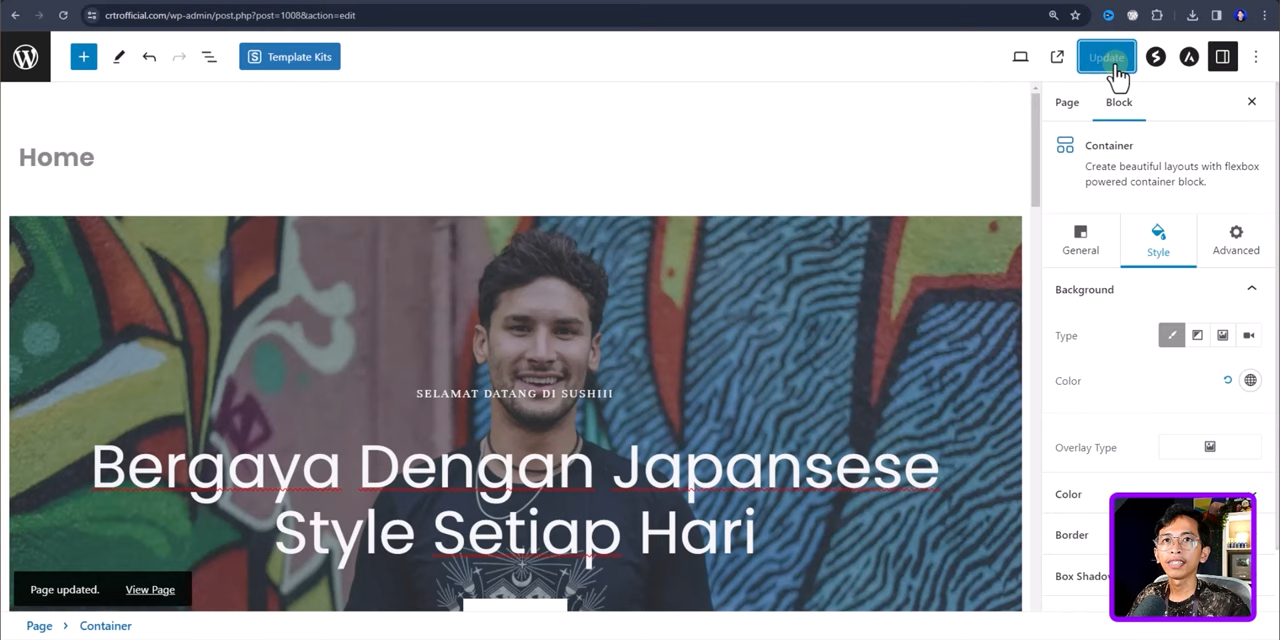 crtrofficial.com/wp-admin/post.php?post=1008&action=edit
Template Kits
Update
Page
Block
Container
Create beautiful layouts with flexbox
powered container block.
General
Style
Advanced
Background
Type
Color
Overlay Type
Color
Border
Box Shadow
Home
SELAMAT DATANG DI SUSHIII
Bergaya Dengan Japansese
Style Setiap Hari
Page updated.
View Page
Page
Container